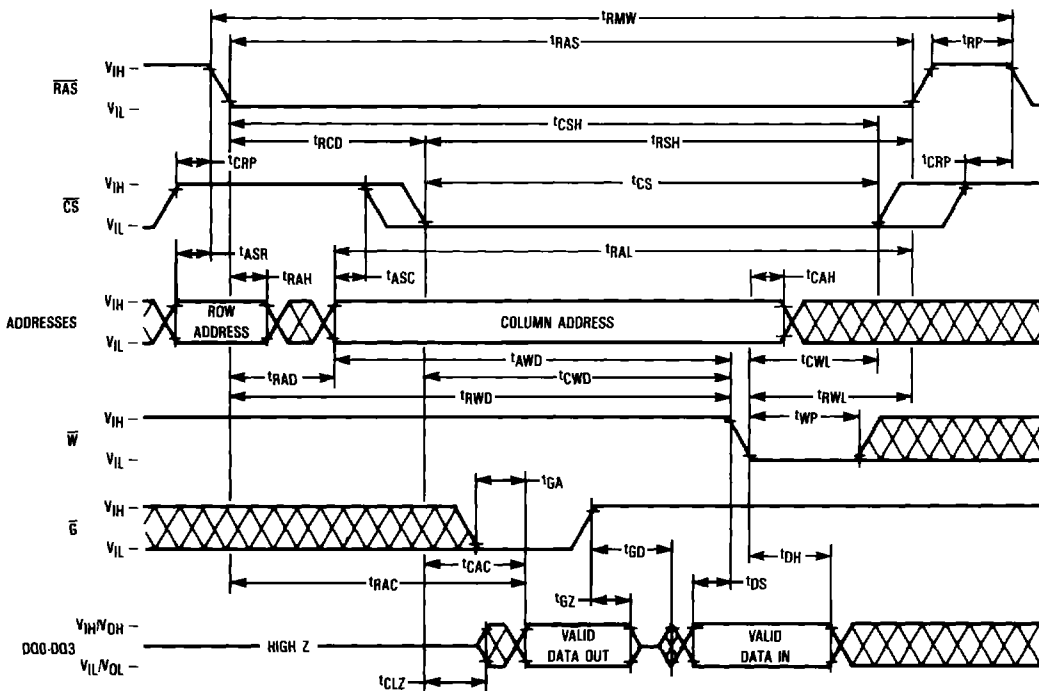 tRMW
tRAS
tRP
RAS
VIH
VIL
tCSH
tRCD
tRSH
tCRP
tCRP
CS
VIH
VIL
tCS
tASR
tRAL
tRAH
tASC
tCAH
ADDRESSES
VIH
VIL
ROW
ADDRESS
COLUMN ADDRESS
tAWD
tCWL
tRAD
tCWD
tRWD
tRWL
W
VIH
VIL
tWP
tGA
G
VIH
VIL
tGD
tDH
tCAC
tRAC
tDS
tGZ
DQ0-DQ3
VIH/VOH
VIL/VOL
HIGH Z
VALID
DATA OUT
VALID
DATA IN
tCLZ